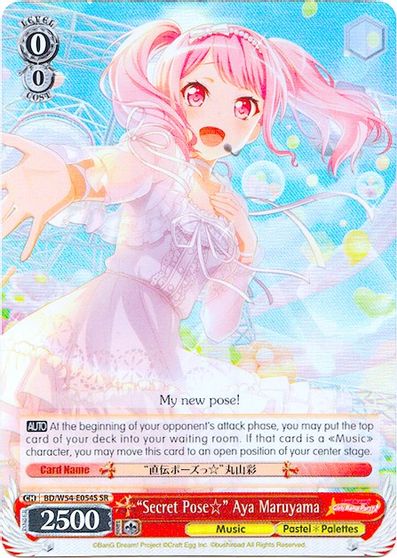 LEVEL
0
0
COST
My new pose!
AUTO At the beginning of your opponent's attack phase, you may put the
top card of your deck into your waiting room. If that card is a «Music»
character, you may move this card to an open position of your center stage.
Card Name "直伝ポーズっ☆" 丸山彩
CH BD/W54-E054S SR
"Secret Pose☆" Aya Maruyama
2500
Music Pastel＊Palettes
©BanG Dream! Project ©Craft Egg Inc. ©bushiroad All Rights Reserved.